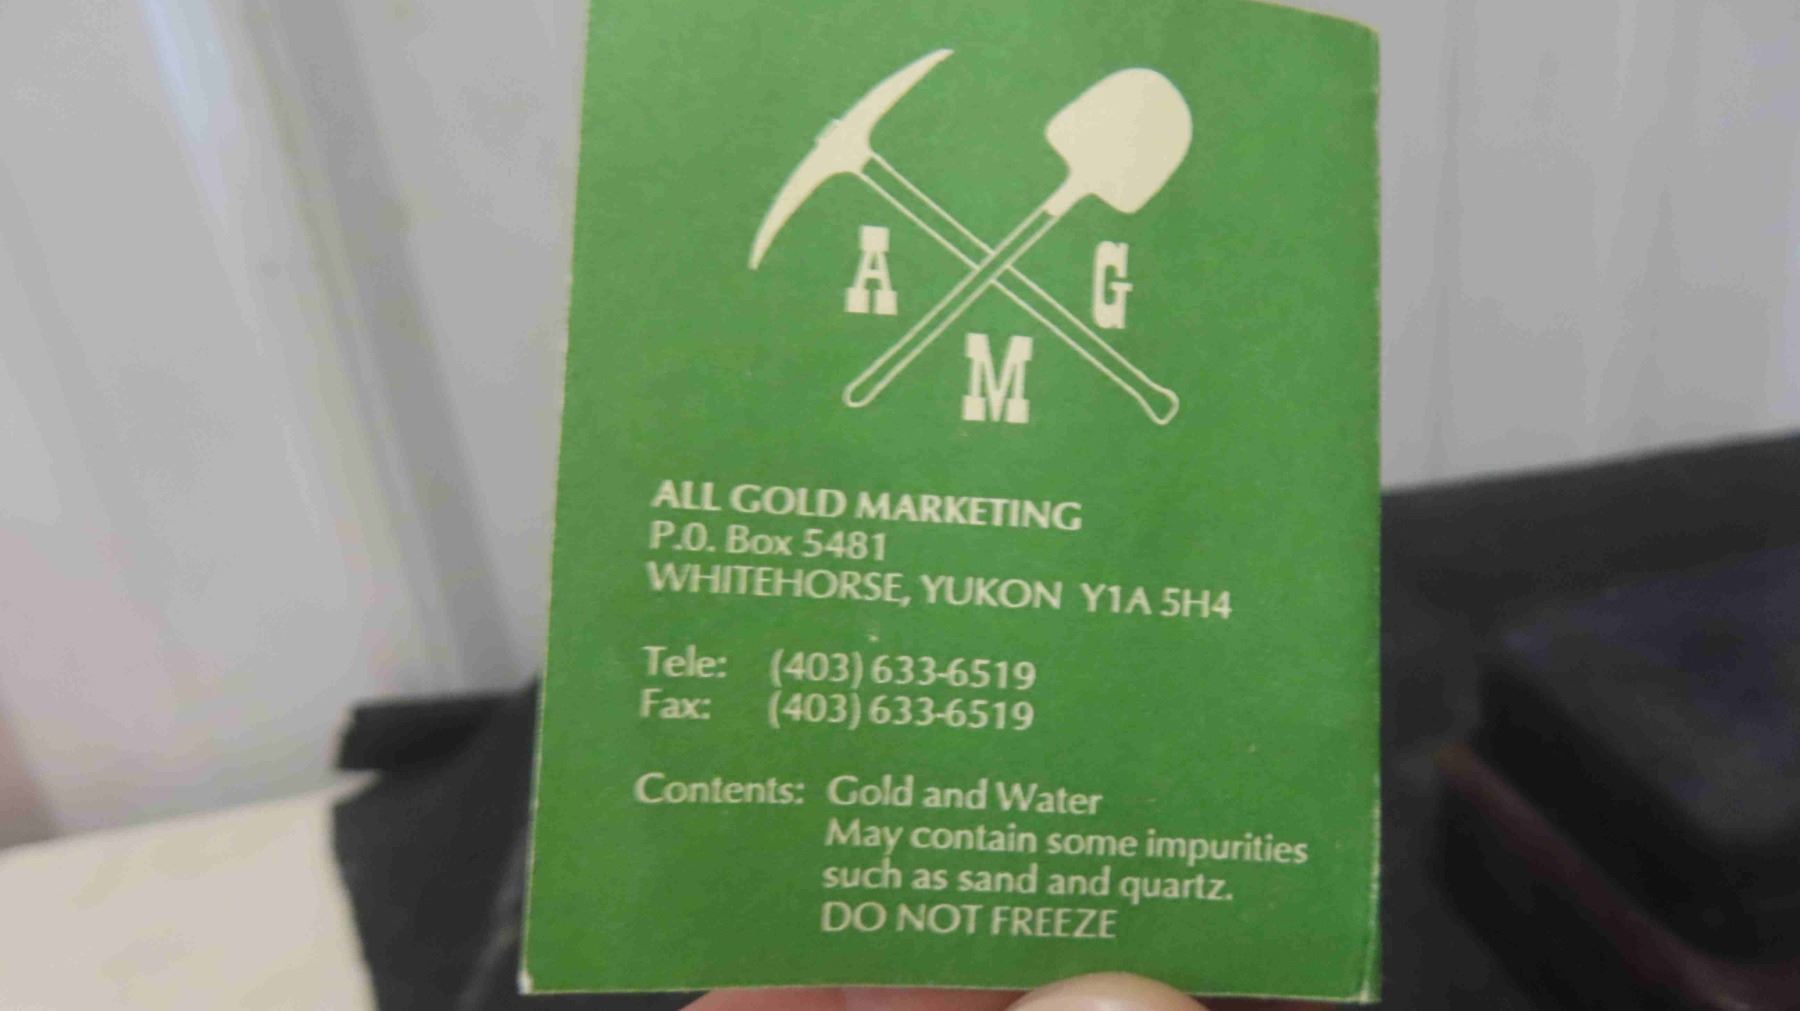 A G
M
ALL GOLD MARKETING
P.O. Box 5481
WHITEHORSE, YUKON Y1A 5H4
Tele: (403) 633-6519
Fax: (403) 633-6519
Contents: Gold and Water
May contain some impurities
such as sand and quartz.
DO NOT FREEZE